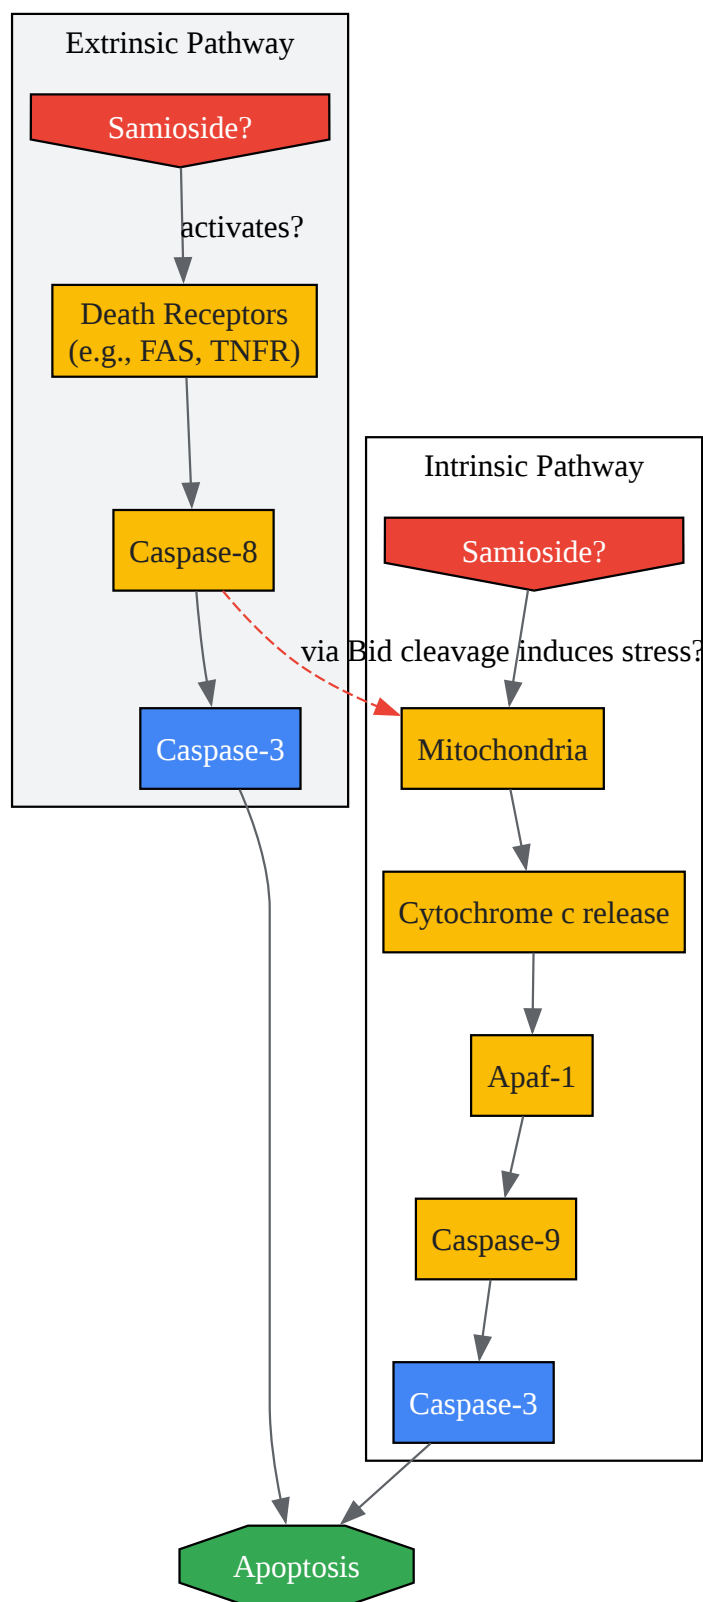 Extrinsic Pathway
Samioside?
activates?
Death Receptors
(e.g., FAS, TNFR)
Caspase-8
Intrinsic Pathway
Samioside?
via Bid cleavage
induces stress?
Caspase-3
Mitochondria
Cytochrome c release
Apaf-1
Caspase-9
Caspase-3
Apoptosis